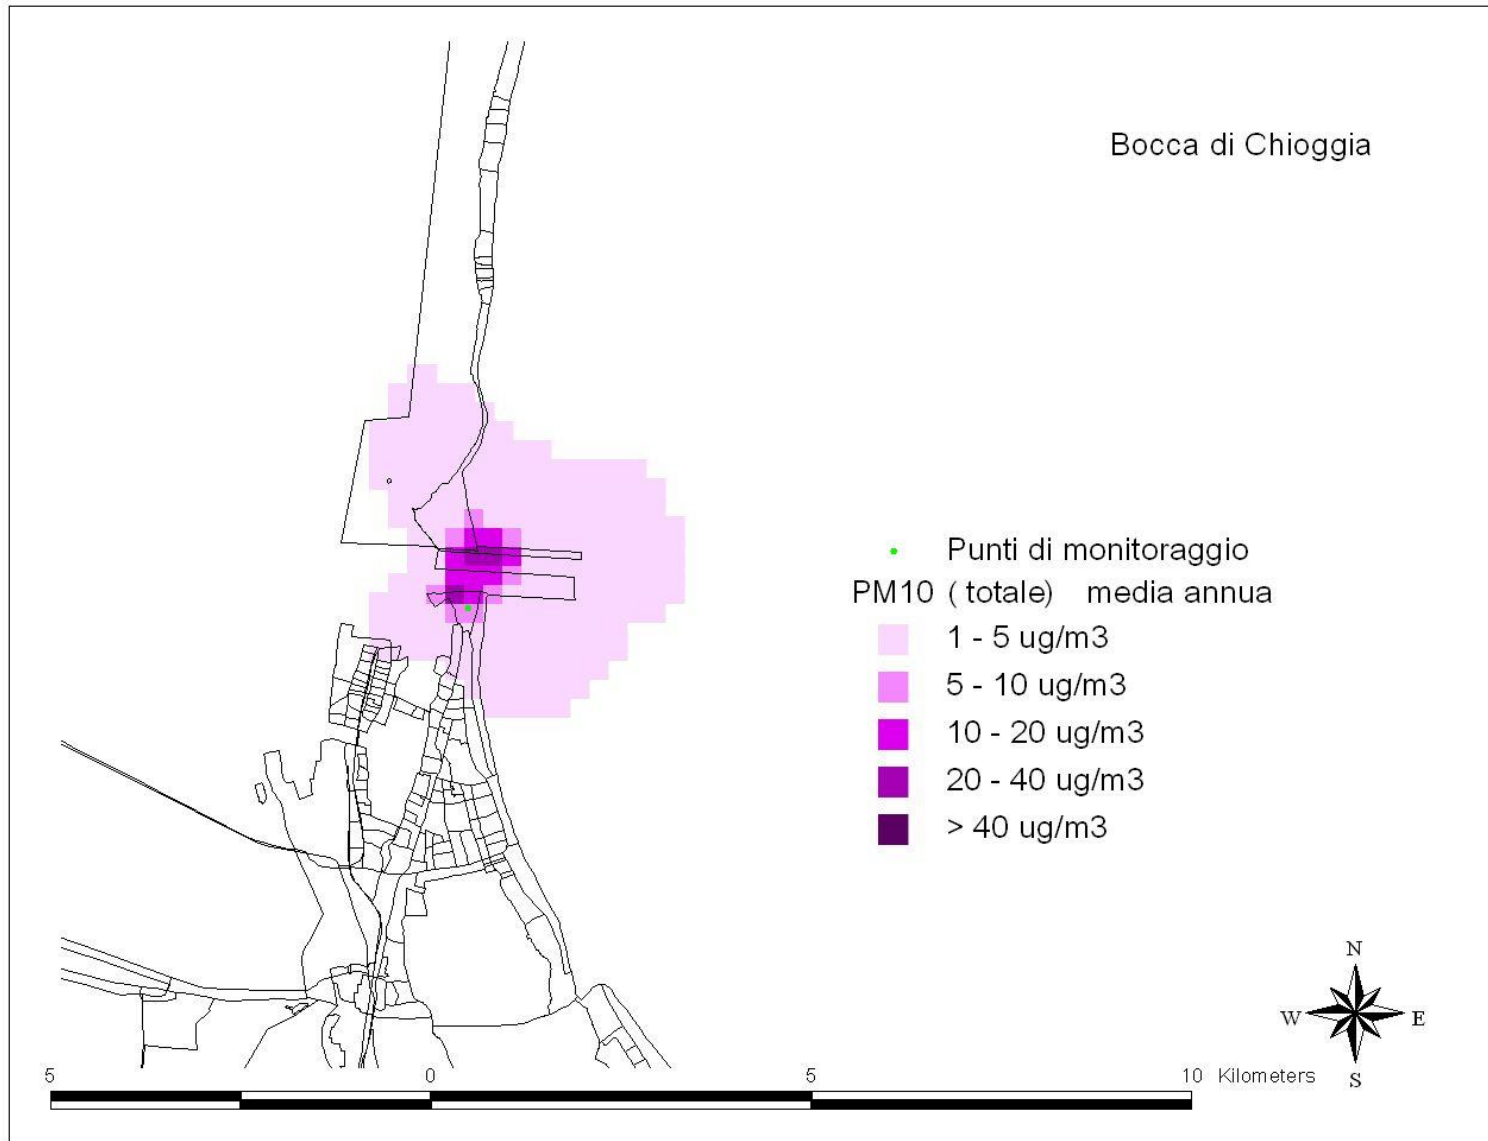 Bocca di Chioggia
Punti di monitoraggio
PM10 ( totale) media annua
1 - 5 ug/m3
5 - 10 ug/m3
10 - 20 ug/m3
20 - 40 ug/m3
> 40 ug/m3
N
W E
S
5 0 5 10 Kilometers